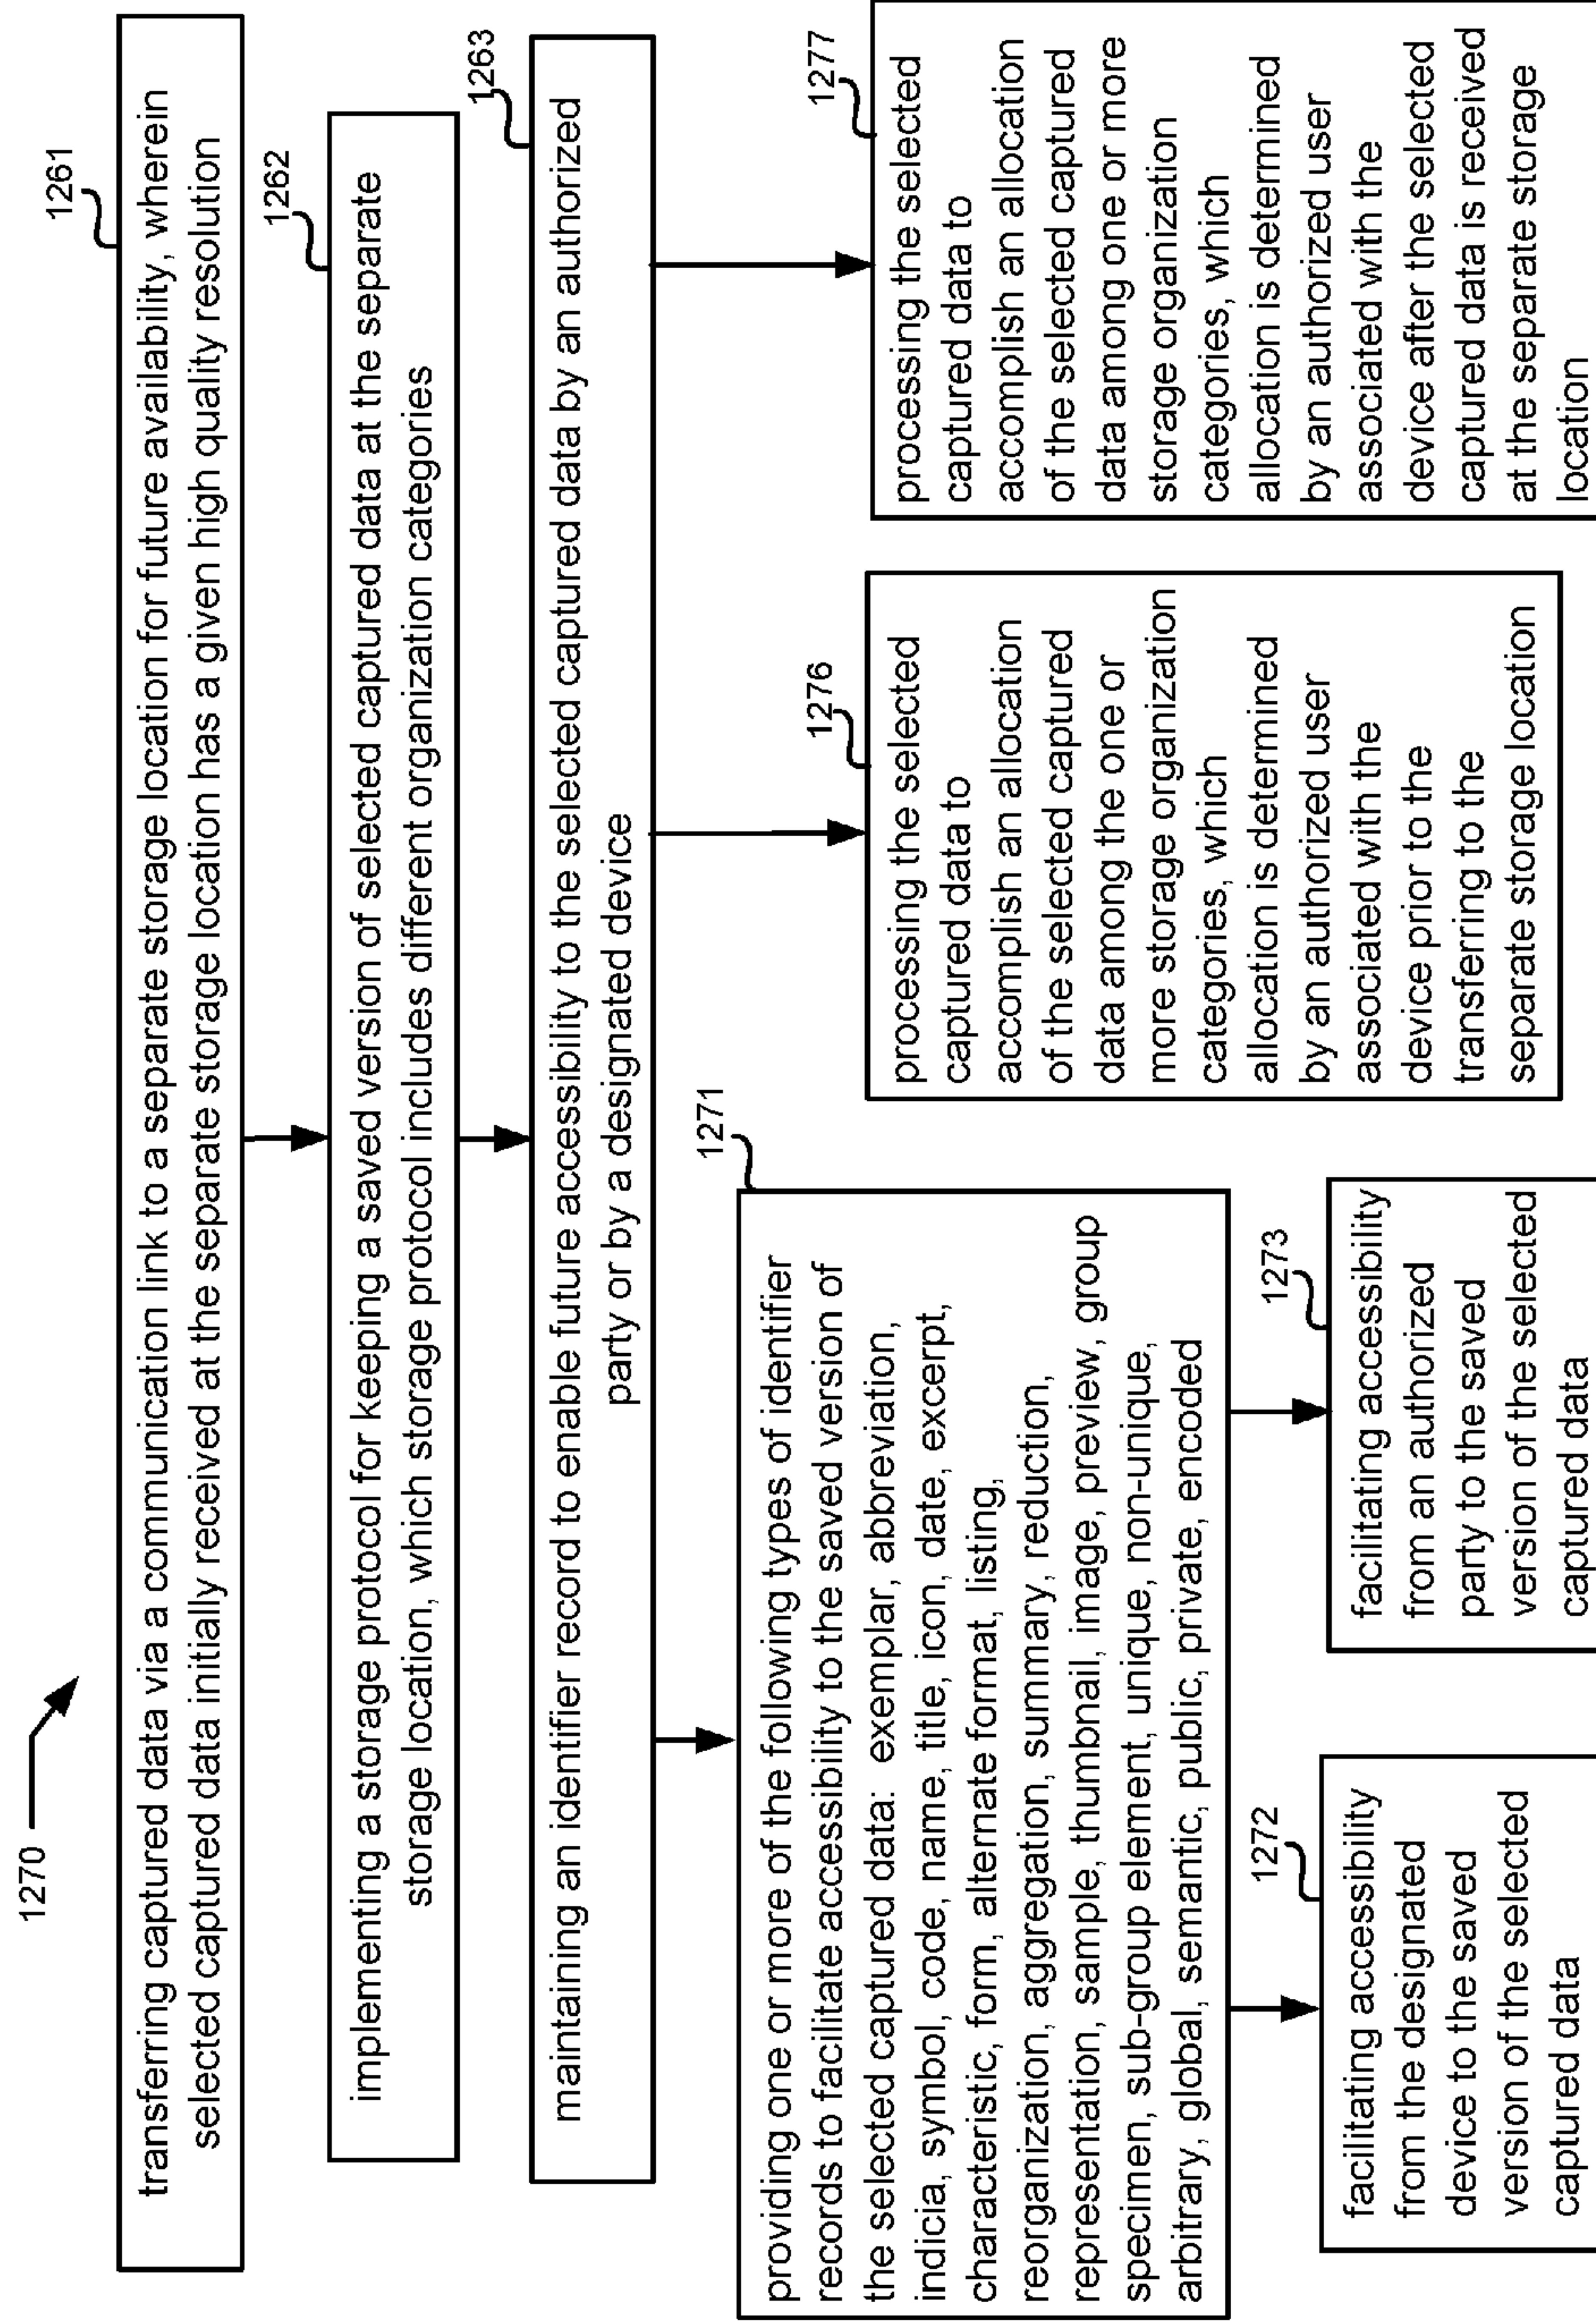 1270
1261
transferring captured data via a communication link to a separate storage location for future availability, wherein
selected captured data initially received at the separate storage location has a given high quality resolution
1262
implementing a storage protocol for keeping a saved version of selected captured data at the separate
storage location, which storage protocol includes different organization categories
1263
maintaining an identifier record to enable future accessibility to the selected captured data by an authorized
party or by a designated device
1271
providing one or more of the following types of identifier
records to facilitate accessibility to the saved version of
the selected captured data: exemplar, abbreviation,
indicia, symbol, code, name, title, icon, date, excerpt,
characteristic, form, alternate format, listing,
reorganization, aggregation, summary, reduction,
representation, sample, thumbnail, image, preview, group
specimen, sub-group element, unique, non-unique,
arbitrary, global, semantic, public, private, encoded
1272
facilitating accessibility
from the designated
device to the saved
version of the selected
captured data
1273
facilitating accessibility
from an authorized
party to the saved
version of the selected
captured data
1276
processing the selected
captured data to
accomplish an allocation
of the selected captured
data among the one or
more storage organization
categories, which
allocation is determined
by an authorized user
associated with the
device prior to the
transferring to the
separate storage location
1277
processing the selected
captured data to
accomplish an allocation
of the selected captured
data among one or more
storage organization
categories, which
allocation is determined
by an authorized user
associated with the
device after the selected
captured data is received
at the separate storage
location